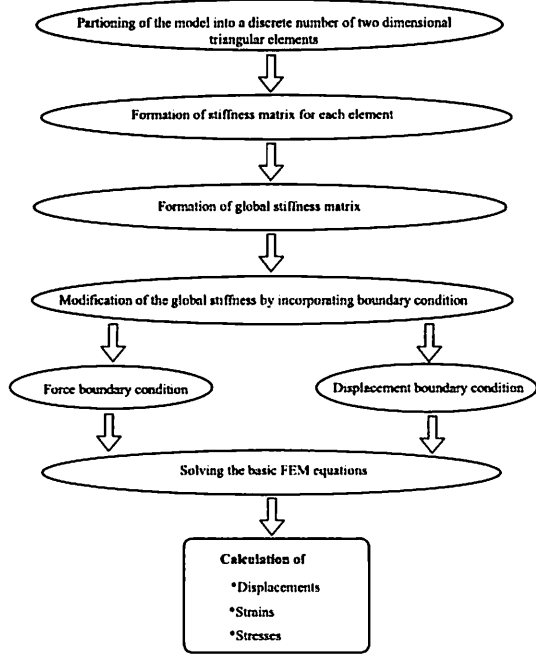 Partioning of the model into a discrete number of two dimensional
triangular elements
Formation of stiffness matrix for each element
Formation of global stiffness matrix
Modification of the global stiffness by incorporating boundary condition
Force boundary condition
Displacement boundary condition
Solving the basic FEM equations
Calculation of
*Displacements
*Strains
*Stresses